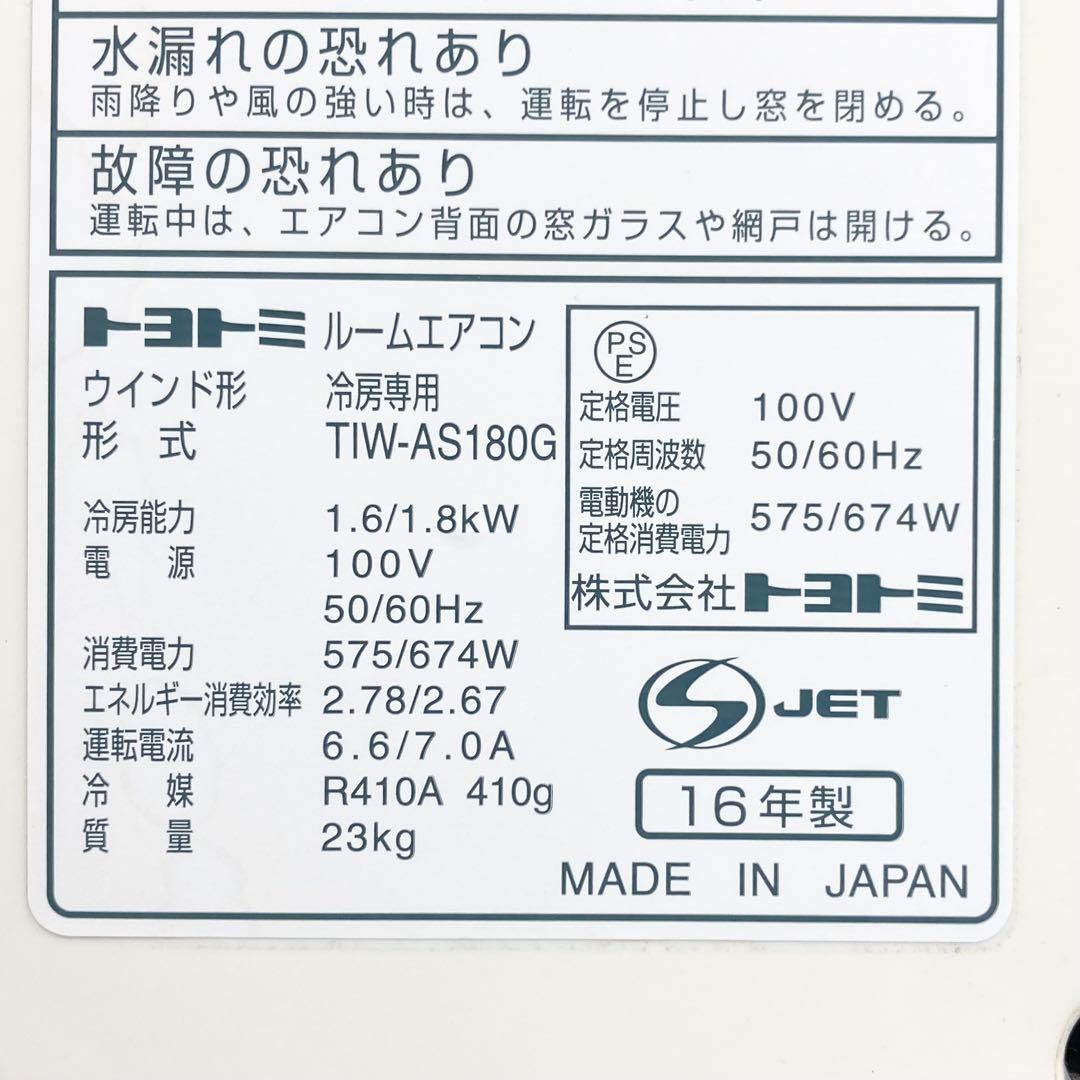 水漏れの恐れあり
雨降りや風の強い時は、運転を停止し窓を閉める。
故障の恐れあり
運転中は、エアコン背面の窓ガラスや網戸は開ける。
トヨトミ ルームエアコン
ウインド形 冷房専用
形 式 TIW-AS180G
冷房能力 1.6/1.8kW
電 源 100V
50/60Hz
消費電力 575/674W
エネルギー消費効率 2.78/2.67
運転電流 6.6/7.0A
冷 媒 R410A 410g
質 量 23kg
PS
E
定格電圧 100V
定格周波数 50/60Hz
電動機の
定格消費電力 575/674W
株式会社トヨトミ
S JET
16年製
MADE IN JAPAN